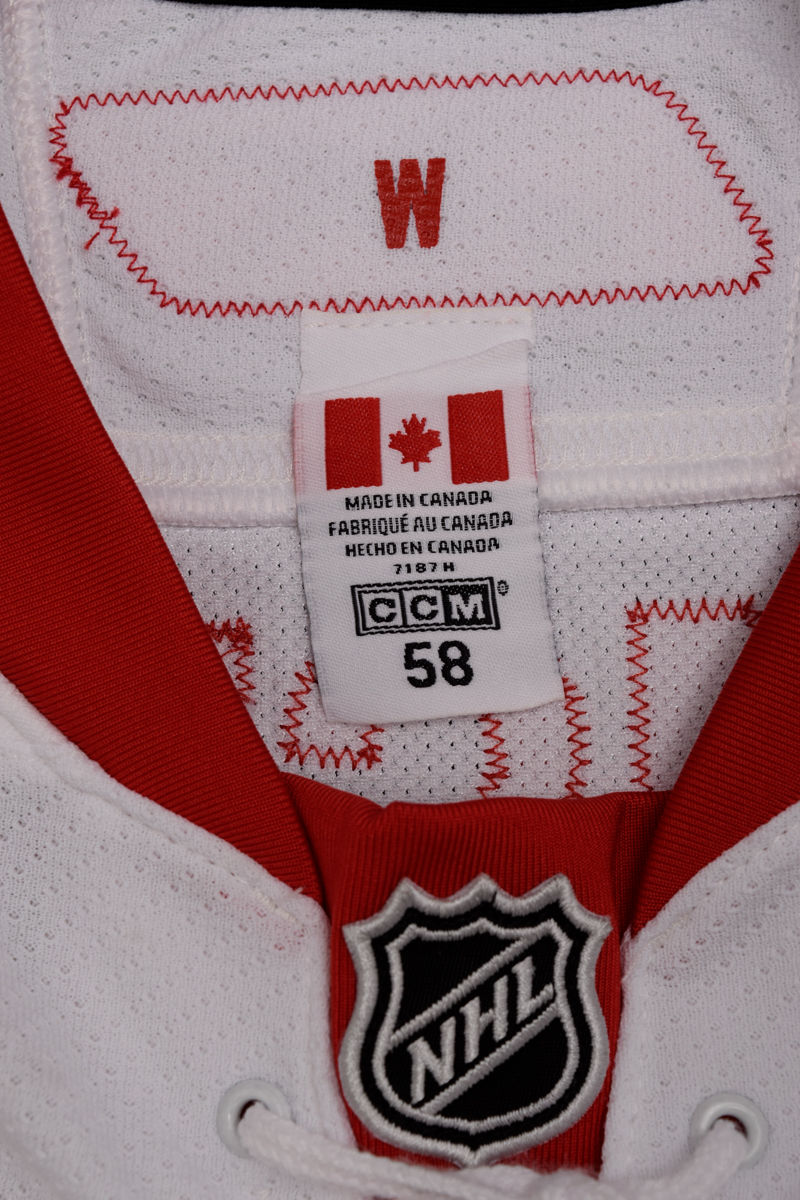 W
MADE IN CANADA
FABRIQUÉ AU CANADA
HECHO EN CANADA
7187 H
CCM®
58
NHL